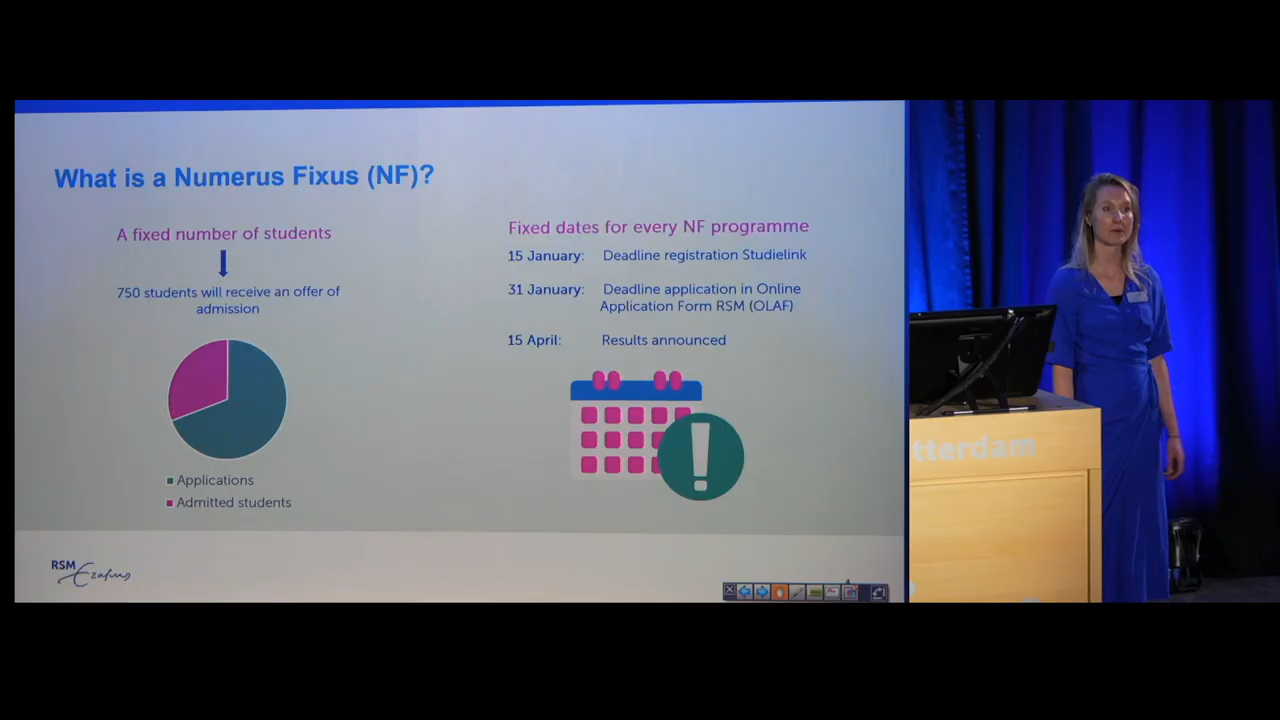 What is a Numerus Fixus (NF)?
A fixed number of students
750 students will receive an offer of
admission
Applications
Admitted students
Fixed dates for every NF programme
15 January: Deadline registration Studielink
31 January: Deadline application in Online
Application Form RSM (OLAF)
15 April: Results announced
RSM
Erasmus
tterdam